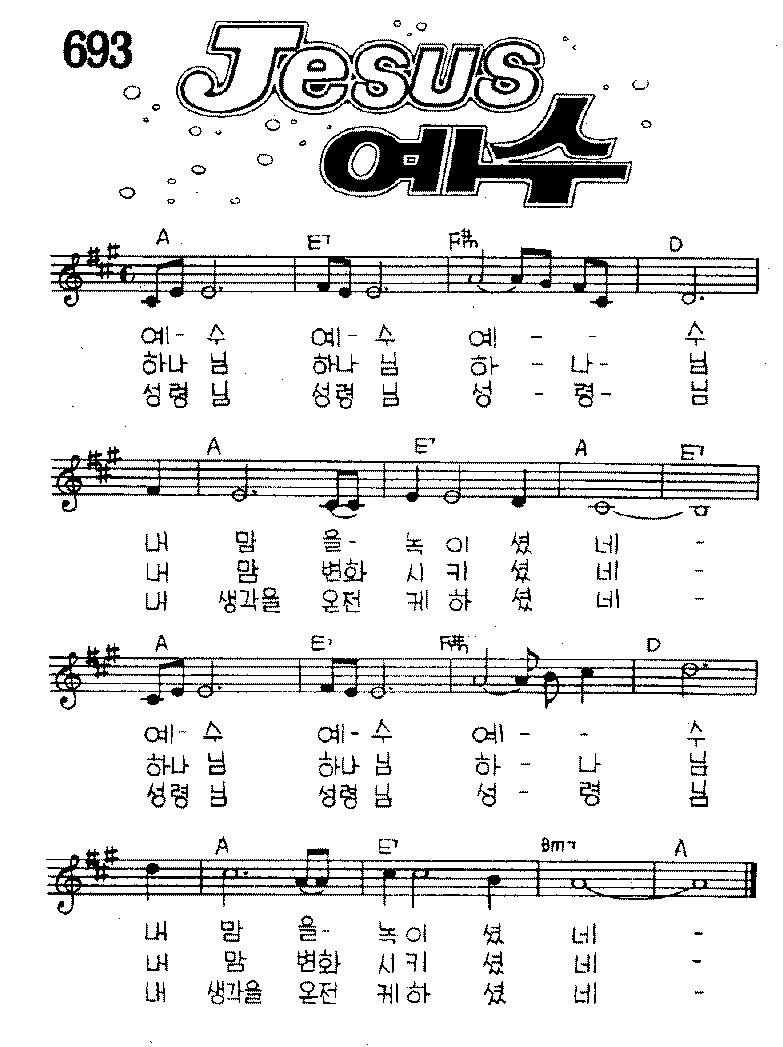 693
Jesus
예수
A E7 F#m D
예- 수 예- 수 예 - - 수
하나 님 하나 님 하 - 나- 님
성령 님 성령 님 성 - 령- 님
A E7 A E7
내 맘 을- 녹 이 셨 네 -
내 맘 변화 시 키 셨 네 -
내 생각을 온전 케 하 셨 네 -
A E7 F#m D
예- 수 예- 수 예 - - 수
하나 님 하나 님 하 - 나 님
성령 님 성령 님 성 - 령 님
A E7 Bm7 A
내 맘 을- 녹 이 셨 네 -
내 맘 변화 시 키 셨 네 -
내 생각을 온전 케 하 셨 네 -